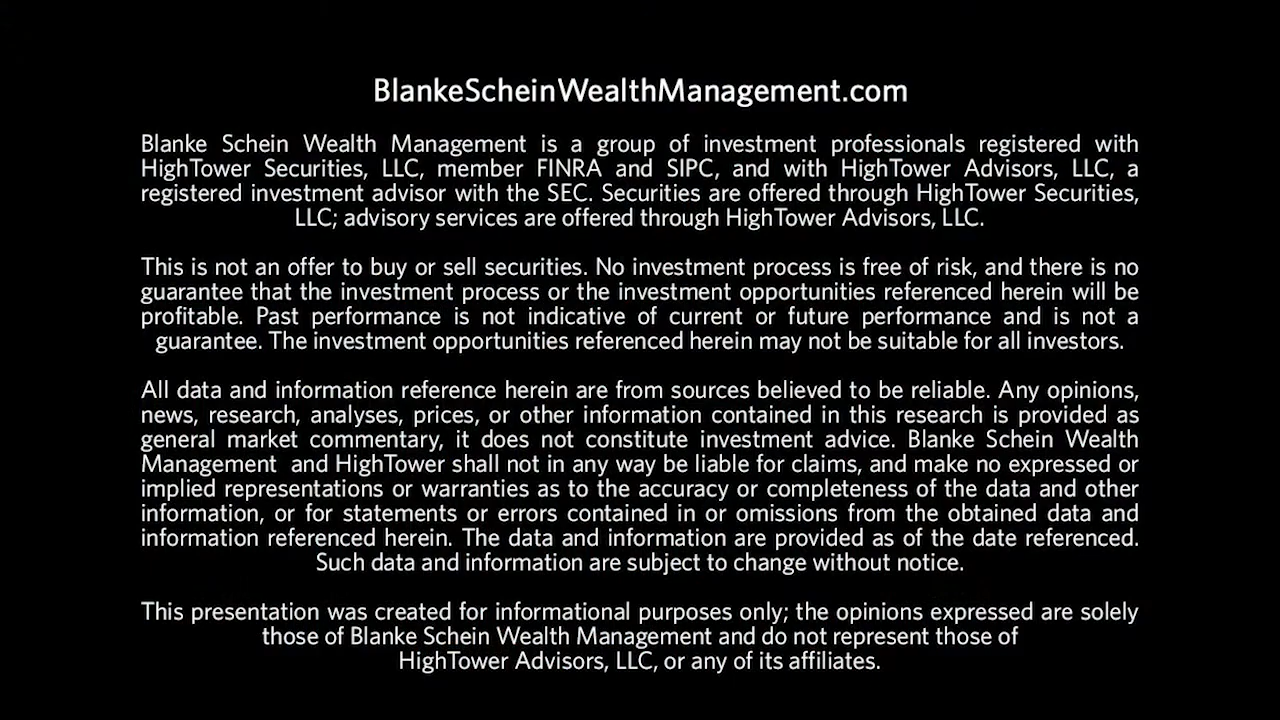 BlankeScheinWealthManagement.com
Blanke Schein Wealth Management is a group of investment professionals registered with
HighTower Securities, LLC, member FINRA and SIPC, and with HighTower Advisors, LLC, a
registered investment advisor with the SEC. Securities are offered through HighTower Securities,
LLC; advisory services are offered through HighTower Advisors, LLC.
This is not an offer to buy or sell securities. No investment process is free of risk, and there is no
guarantee that the investment process or the investment opportunities referenced herein will be
profitable. Past performance is not indicative of current or future performance and is not a
guarantee. The investment opportunities referenced herein may not be suitable for all investors.
All data and information reference herein are from sources believed to be reliable. Any opinions,
news, research, analyses, prices, or other information contained in this research is provided as
general market commentary, it does not constitute investment advice. Blanke Schein Wealth
Management and HighTower shall not in any way be liable for claims, and make no expressed or
implied representations or warranties as to the accuracy or completeness of the data and other
information, or for statements or errors contained in or omissions from the obtained data and
information referenced herein. The data and information are provided as of the date referenced.
Such data and information are subject to change without notice.
This presentation was created for informational purposes only; the opinions expressed are solely
those of Blanke Schein Wealth Management and do not represent those of
HighTower Advisors, LLC, or any of its affiliates.